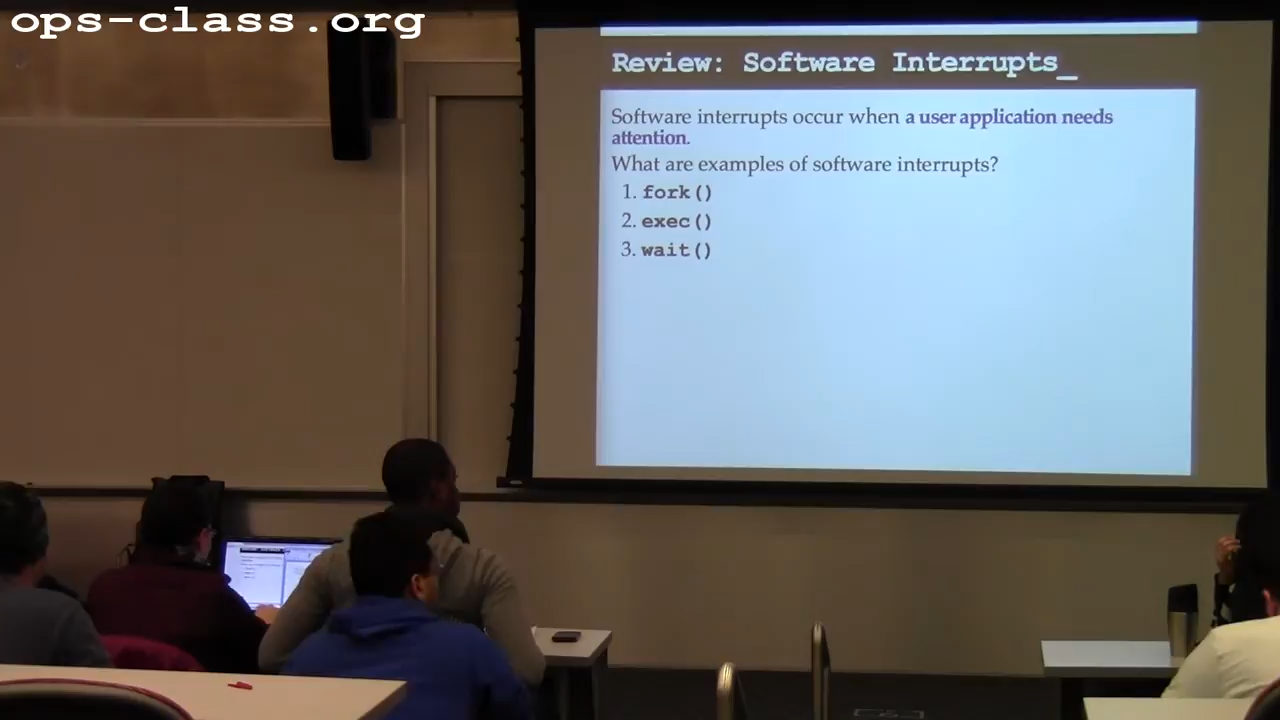 ops-class.org
Review: Software Interrupts_
Software interrupts occur when a user application needs
attention.
What are examples of software interrupts?
1. fork()
2. exec()
3. wait()